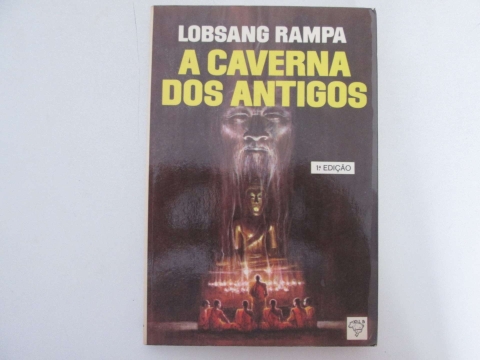 LOBSANG RAMPA
A CAVERNA
DOS ANTIGOS
1ª EDIÇÃO